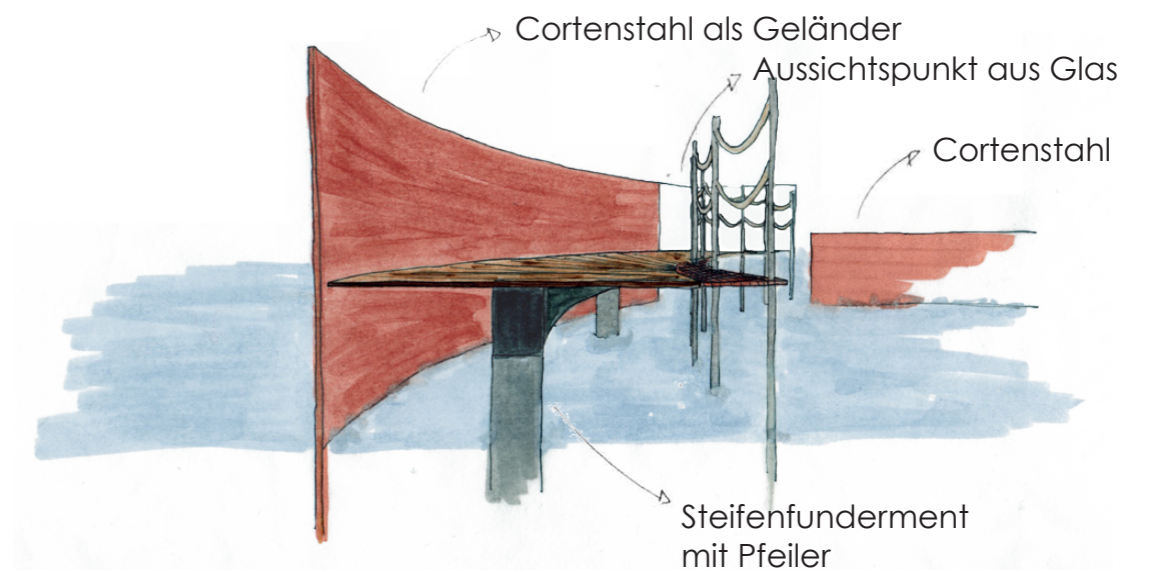 Cortenstahl als Geländer
Aussichtspunkt aus Glas
Cortenstahl
Steifenfunderment
mit Pfeiler